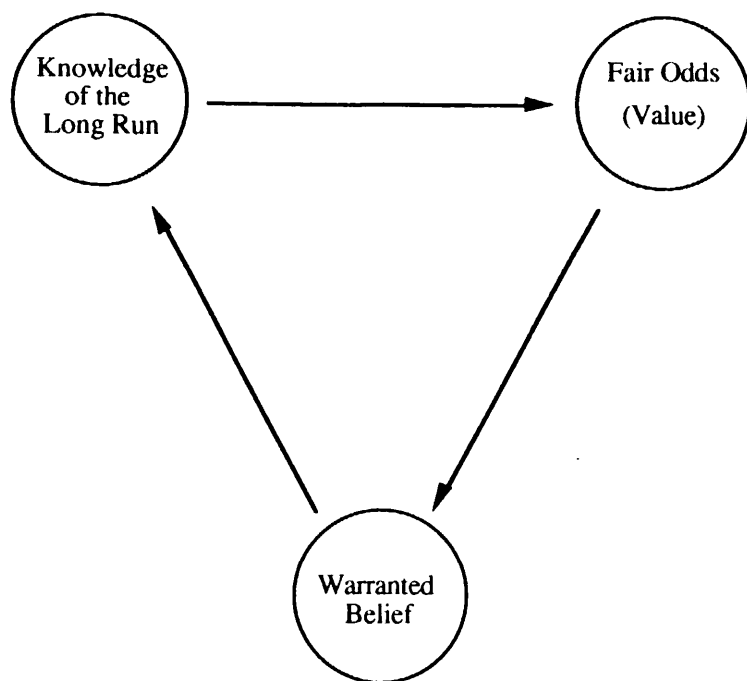 Knowledge
of the
Long Run
Fair Odds
(Value)
Warranted
Belief